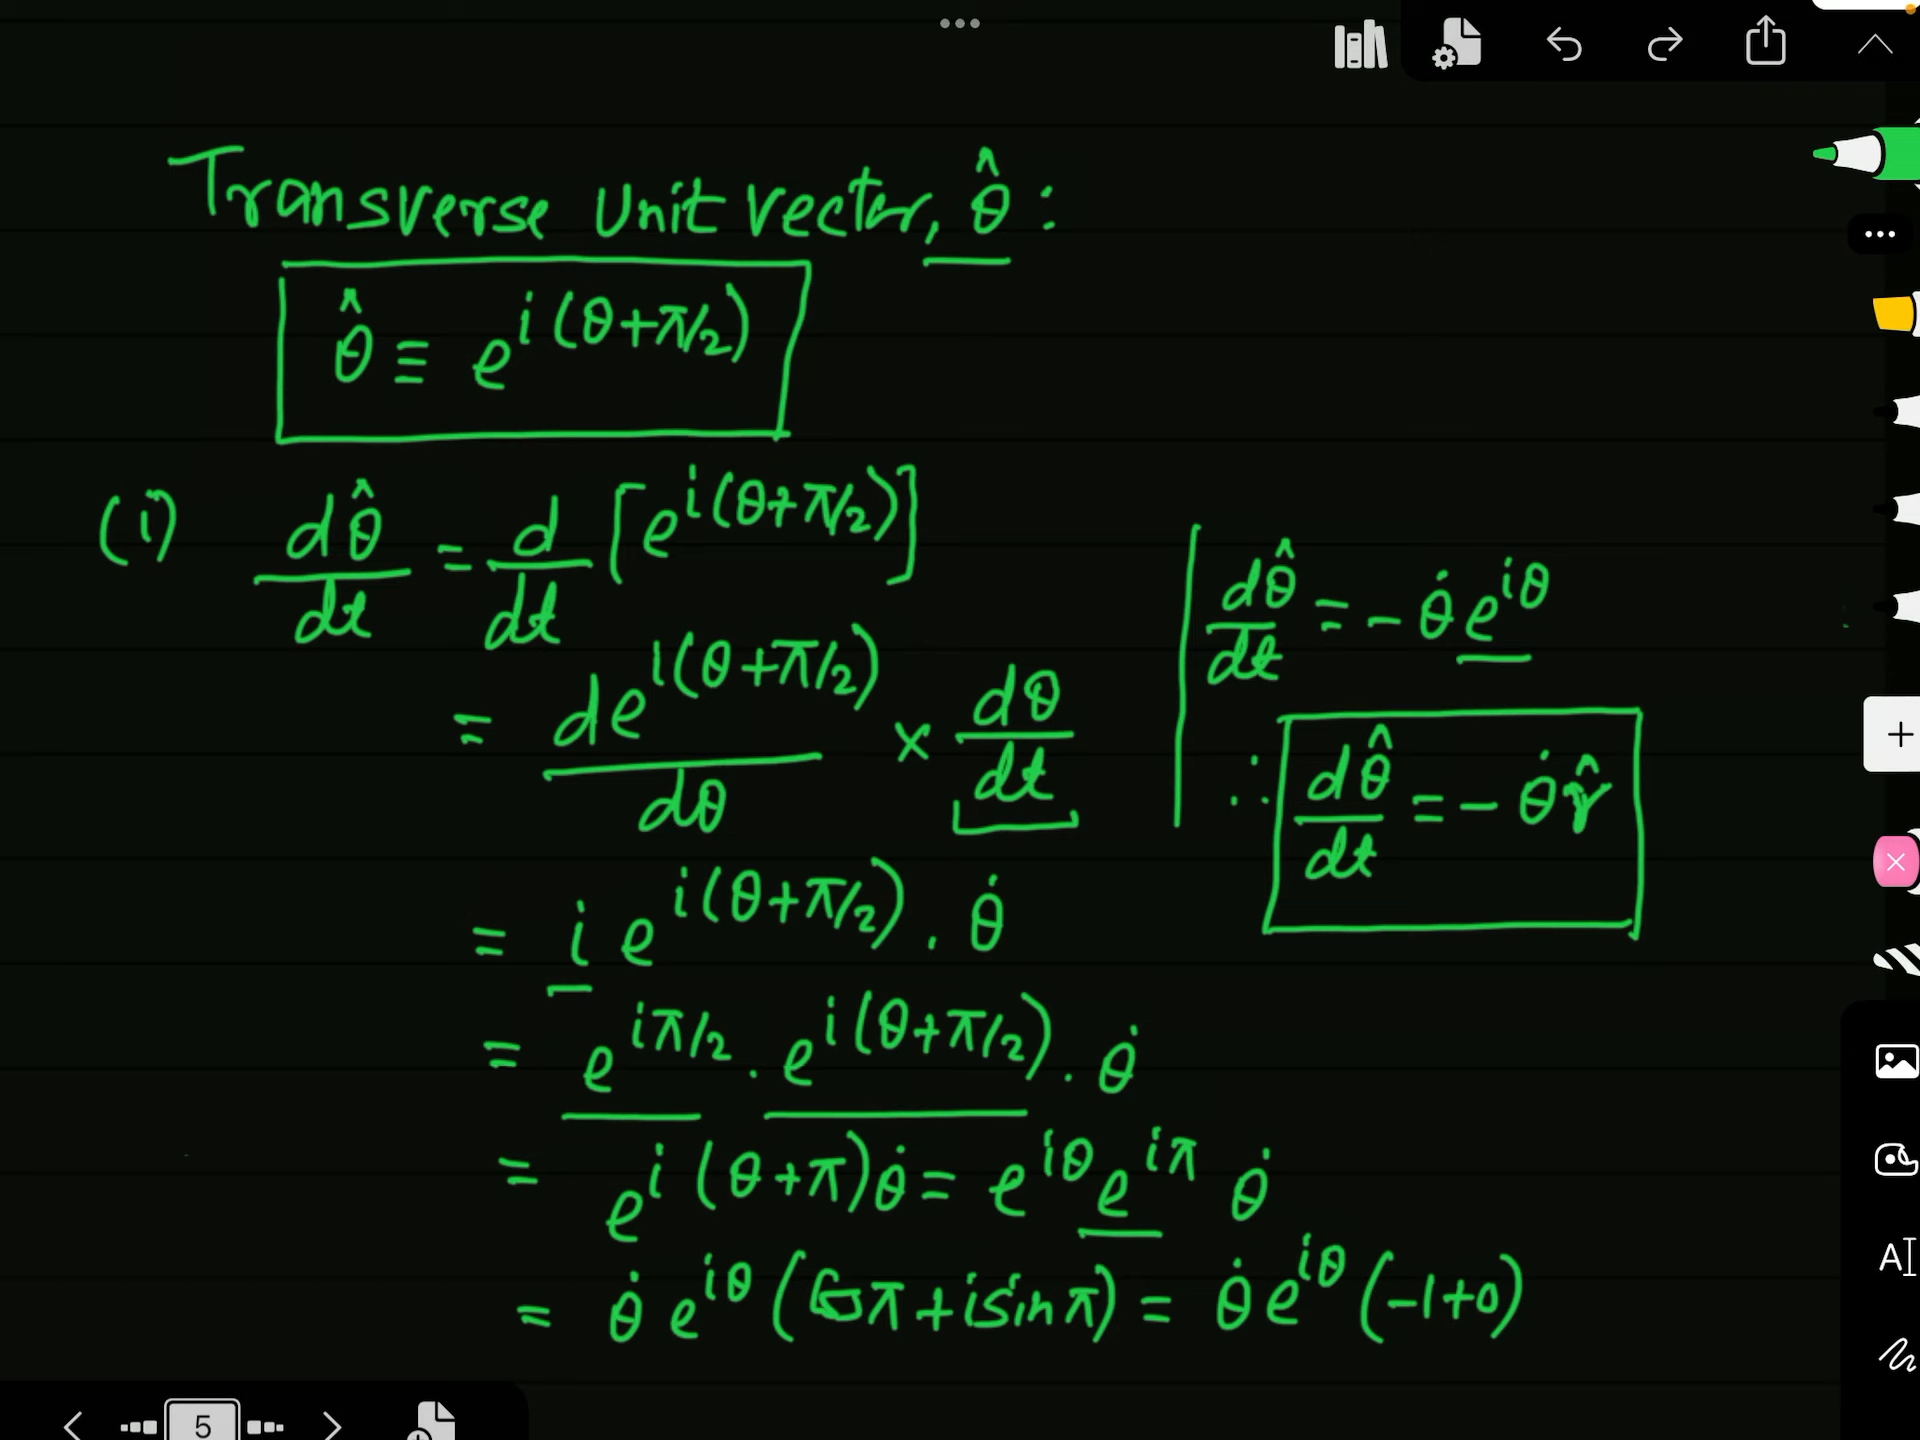 Transverse Unit Vector, θ̂ :
θ̂ ≡ e^{i(θ+π/2)}
(i) dθ̂/dt = d/dt [e^{i(θ+π/2)}]
= de^{i(θ+π/2)}/dθ × dθ/dt
= i e^{i(θ+π/2)} . θ̇
= e^{iπ/2} . e^{i(θ+π/2)} . θ̇
= e^{i(θ+π)} θ̇ = e^{iθ} e^{iπ} θ̇
= θ̇ e^{iθ} (Cos π + i sin π) = θ̇ e^{iθ} (-1+0)
dθ̂/dt = - θ̇ e^{iθ}
∴ dθ̂/dt = - θ̇ r̂
5